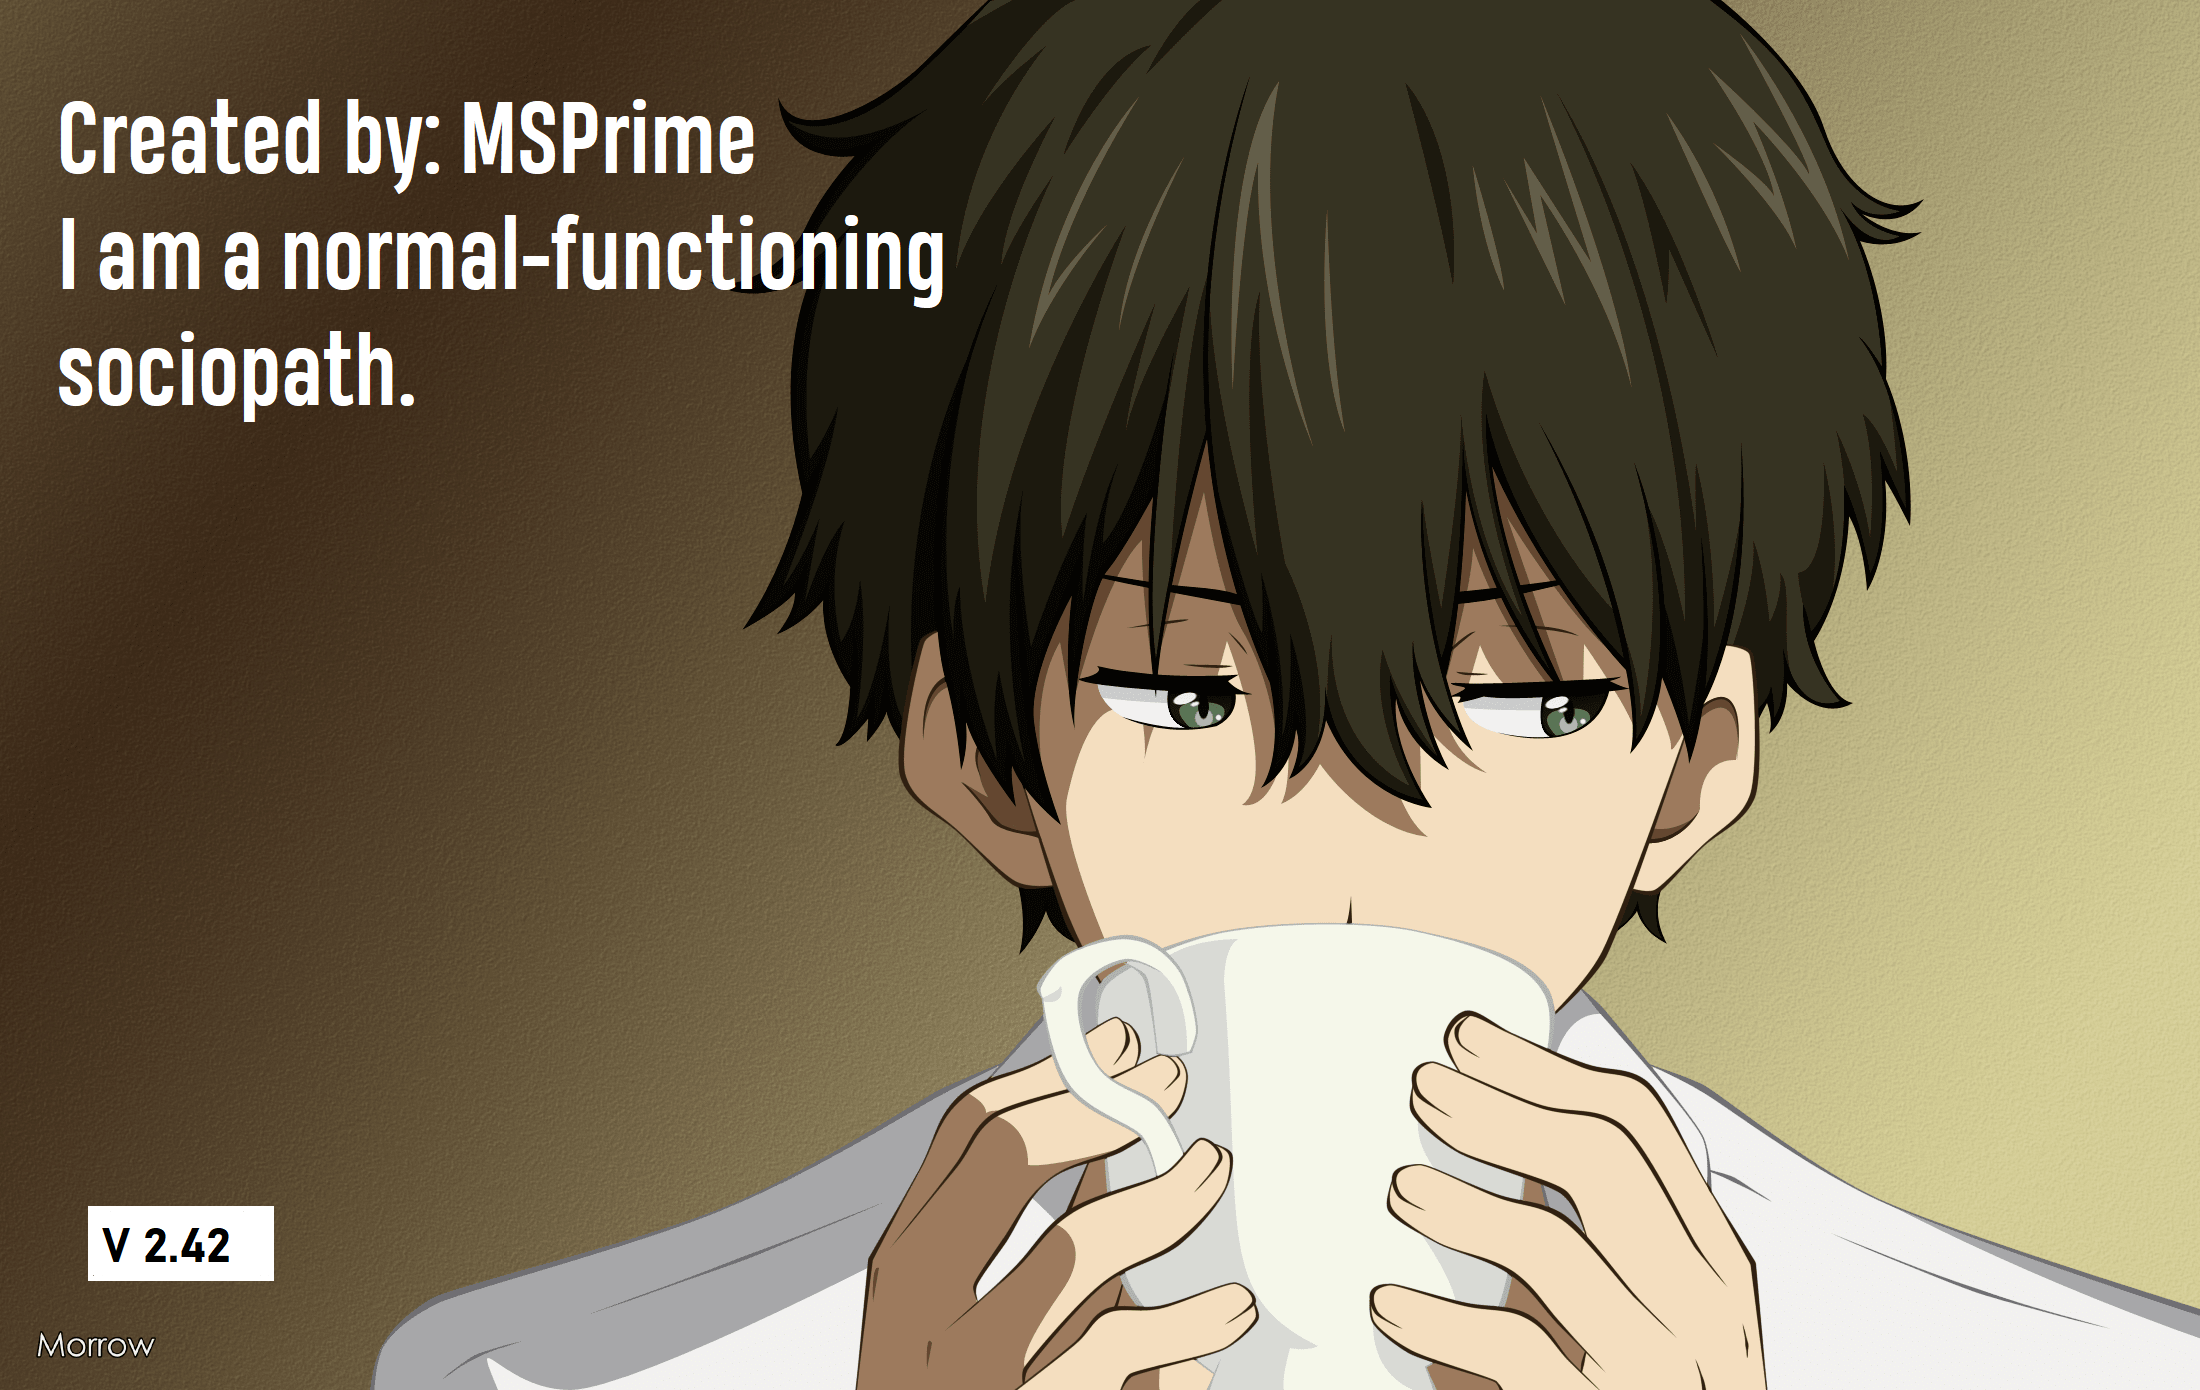 Created by: MSPrime
I am a normal-functioning
sociopath.
V 2.42
Morrow